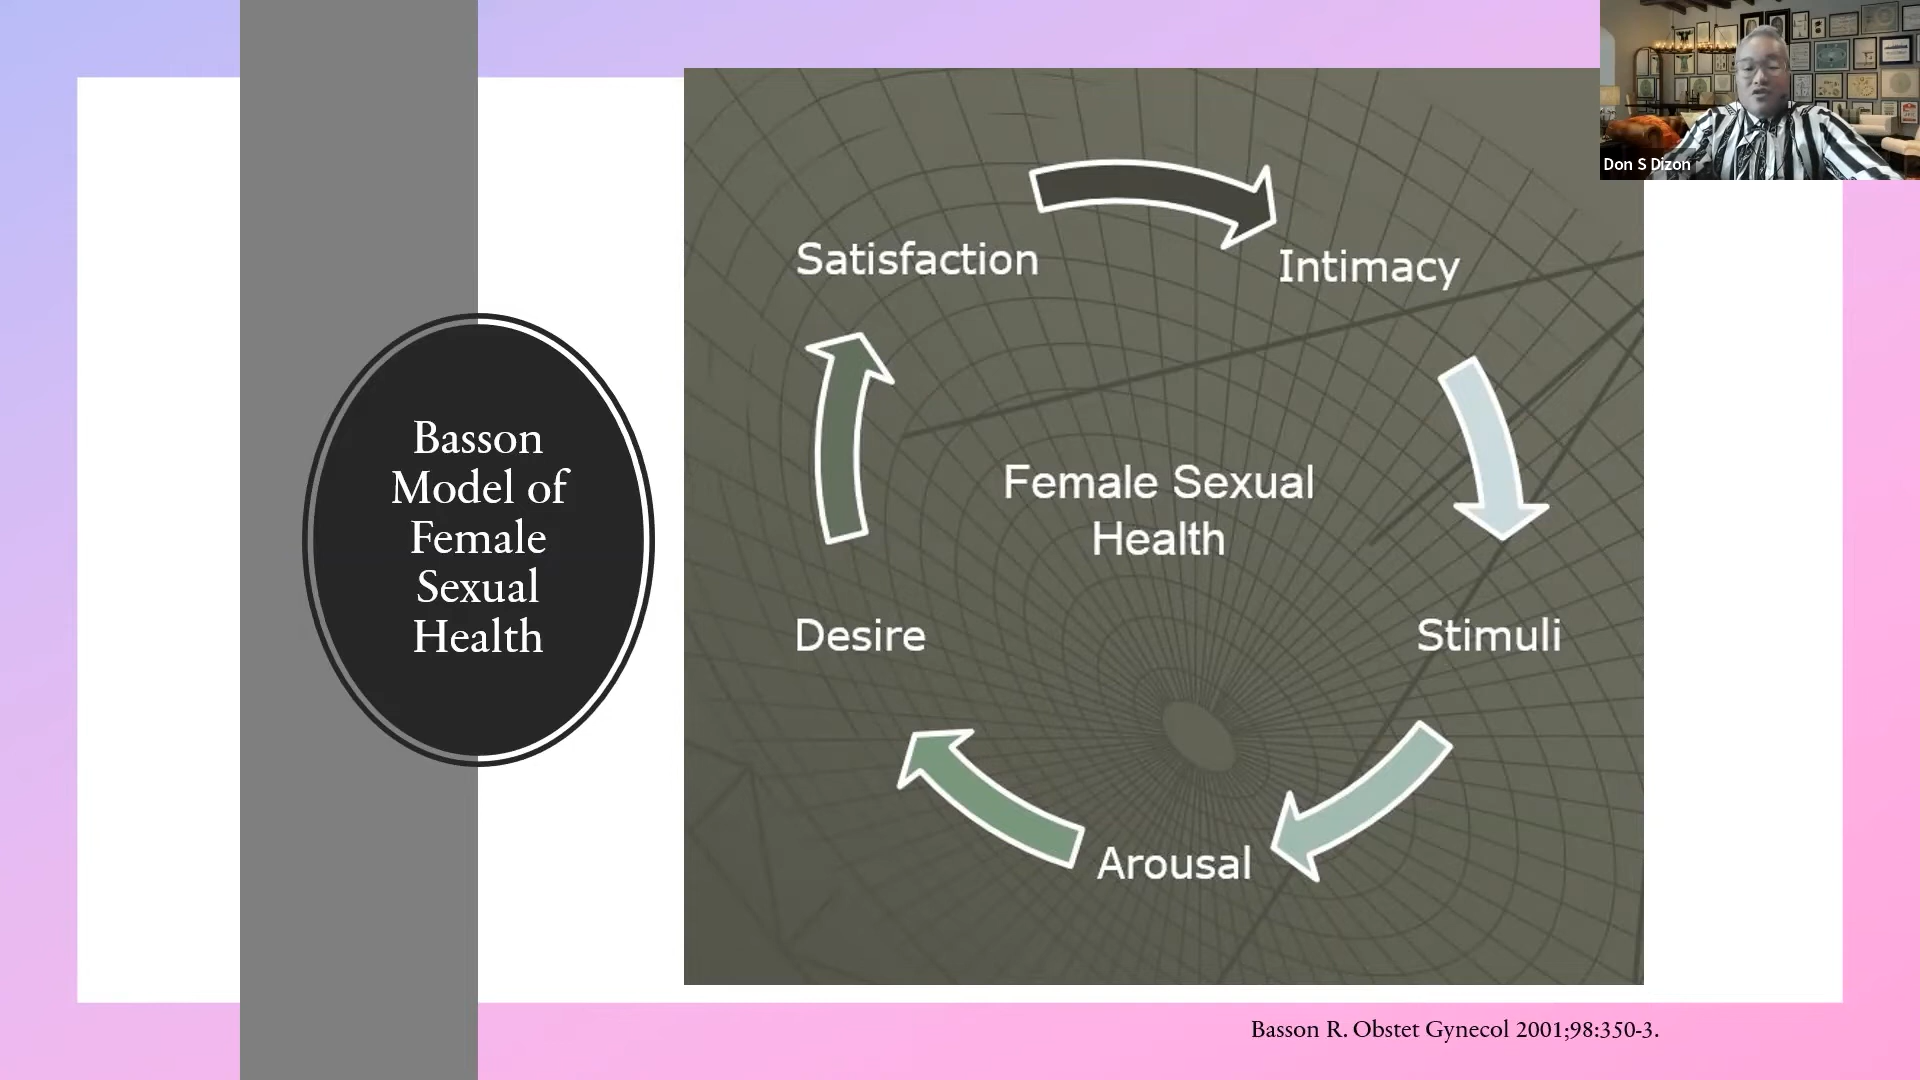 Don S Dizon
Basson
Model of
Female
Sexual
Health
Satisfaction
Intimacy
Female Sexual
Health
Desire
Stimuli
Arousal
Basson R. Obstet Gynecol 2001;98:350-3.